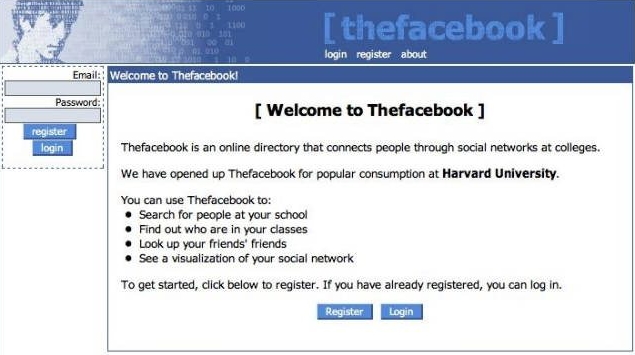 [ thefacebook ]
login register about
Email:
Password:
register
login
Welcome to Thefacebook!
[ Welcome to Thefacebook ]
Thefacebook is an online directory that connects people through social networks at colleges.
We have opened up Thefacebook for popular consumption at Harvard University.
You can use Thefacebook to:
• Search for people at your school
• Find out who are in your classes
• Look up your friends' friends
• See a visualization of your social network
To get started, click below to register. If you have already registered, you can log in.
Register Login